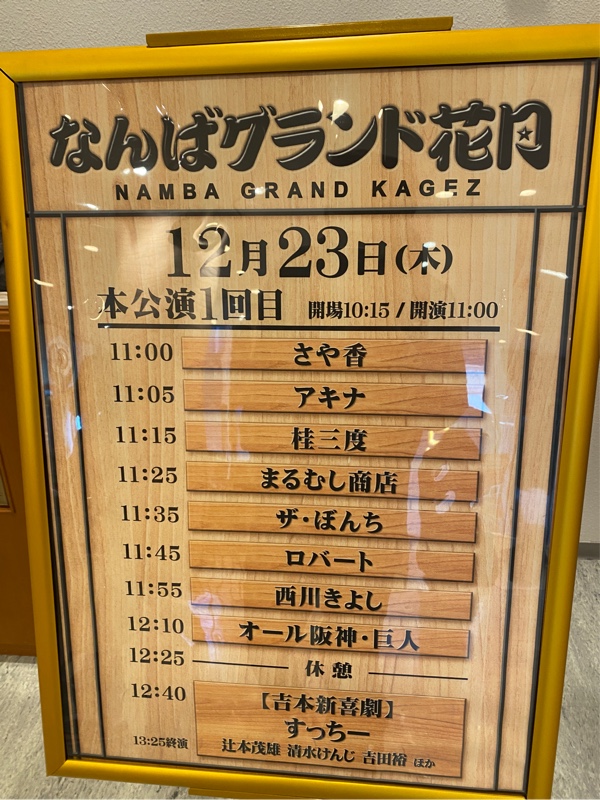 なんばグランド花月
NAMBA GRAND KAGEZ
12月23日(木)
本公演1回目 開場10:15 / 開演11:00
11:00 さや香
11:05 アキナ
11:15 桂三度
11:25 まるむし商店
11:35 ザ・ぼんち
11:45 ロバート
11:55 西川きよし
12:10 オール阪神・巨人
12:25 休憩
12:40 【吉本新喜劇】
すっちー
辻本茂雄 清水けんじ 吉田裕 ほか
13:25終演